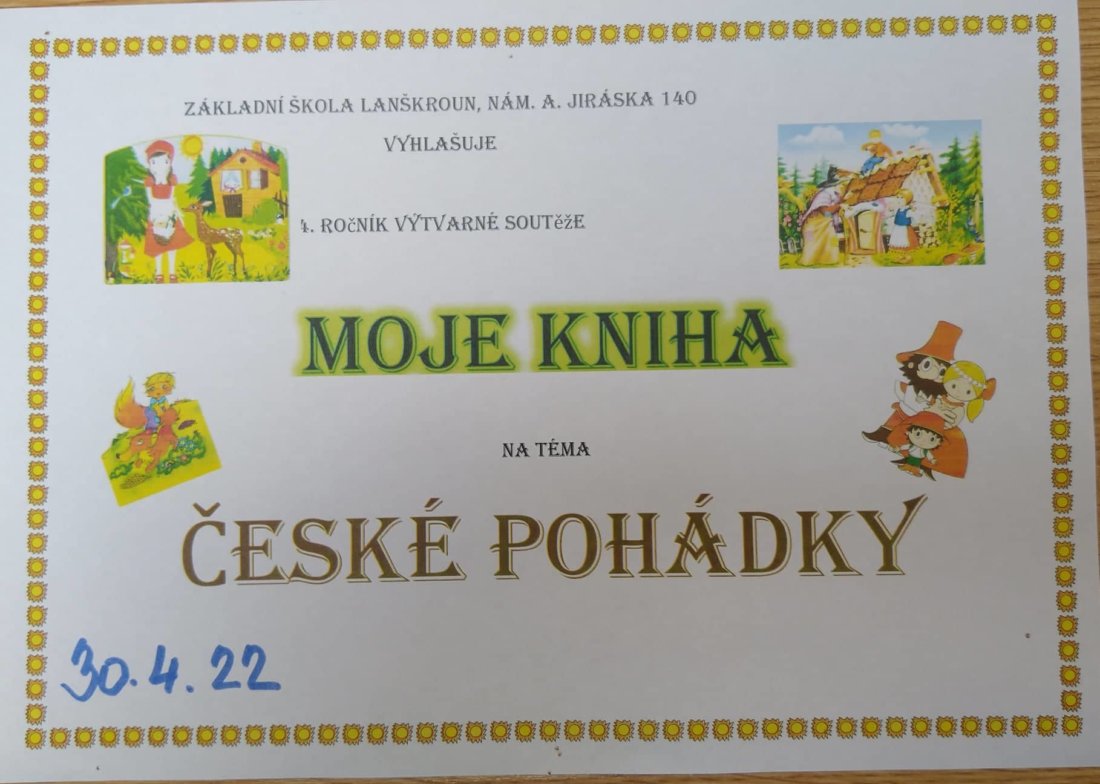 ZÁKLADNÍ ŠKOLA LANŠKROUN, NÁM. A. JIRÁSKA 140
VYHLAŠUJE
4. ROČNÍK VÝTVARNÉ SOUTĚŽE
MOJE KNIHA
NA TÉMA
ČESKÉ POHÁDKY
30.4.22